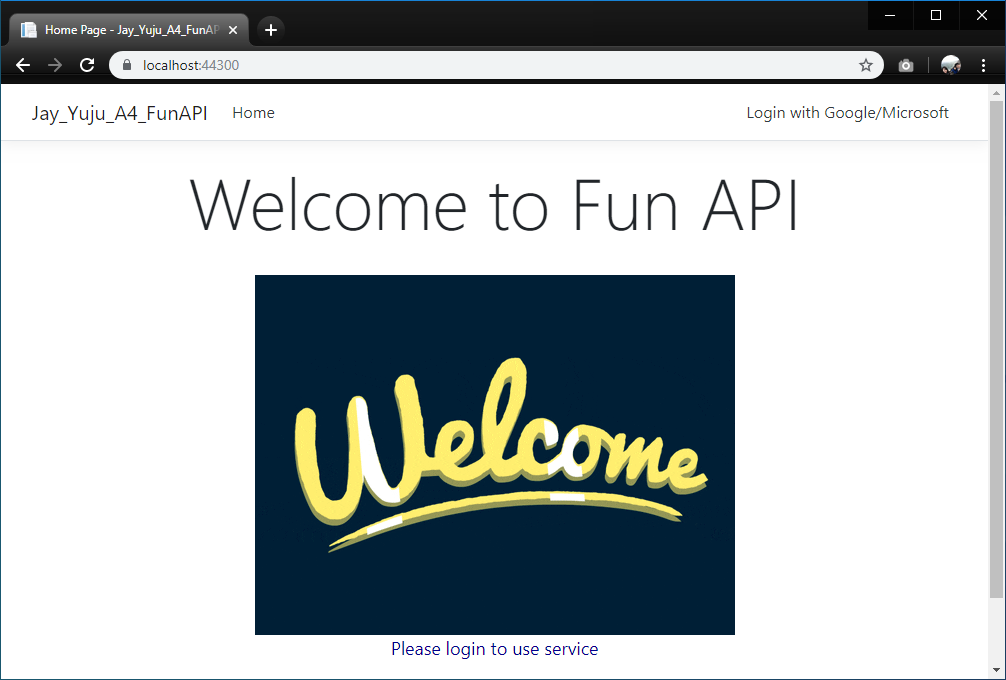 Home Page - Jay_Yuju_A4_FunAP
localhost:44300
Jay_Yuju_A4_FunAPI Home Login with Google/Microsoft
Welcome to Fun API
Welcome
Please login to use service